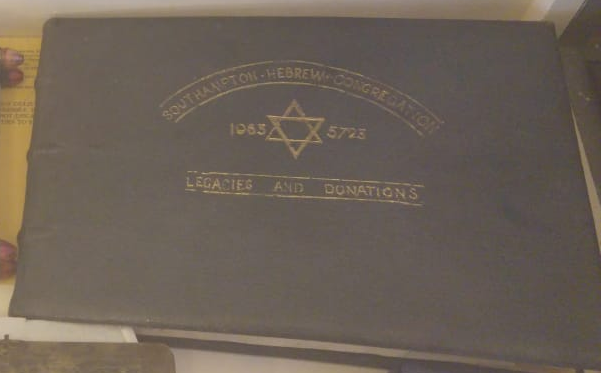 SOUTHAMPTON · HEBREW · CONGREGATION
1963 5723
LEGACIES AND DONATIONS